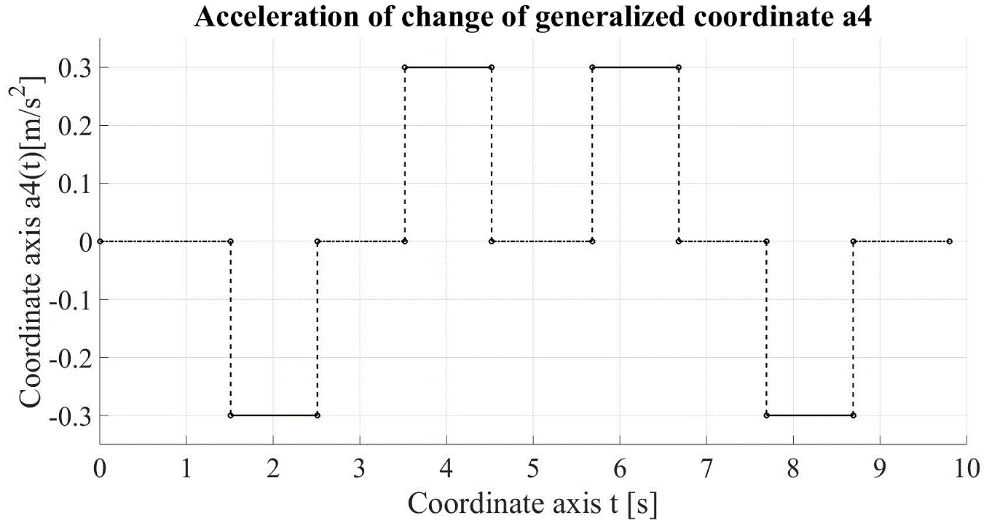 Acceleration of change of generalized coordinate a4
Coordinate axis a4(t)[m/s²]
0.3
0.2
0.1
0
-0.1
-0.2
-0.3
0 1 2 3 4 5 6 7 8 9 10
Coordinate axis t [s]